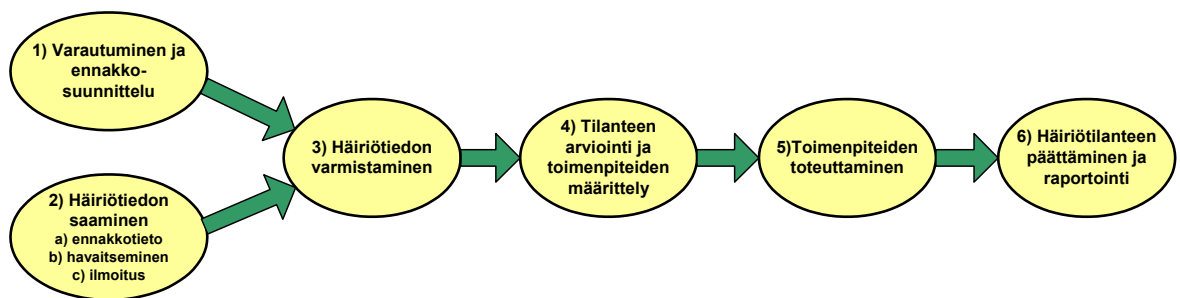 1) Varautuminen ja
ennakko-
suunnittelu
2) Häiriötiedon
saaminen
a) ennakkotieto
b) havaitseminen
c) ilmoitus
3) Häiriötiedon
varmistaminen
4) Tilanteen
arviointi ja
toimenpiteiden
määrittely
5)Toimenpiteiden
toteuttaminen
6) Häiriötilanteen
päättäminen ja
raportointi